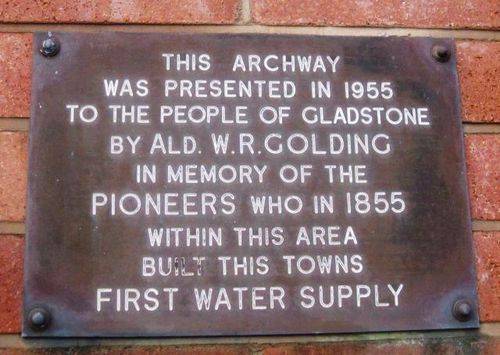 THIS ARCHWAY
WAS PRESENTED IN 1955
TO THE PEOPLE OF GLADSTONE
BY ALD. W.R.GOLDING
IN MEMORY OF THE
PIONEERS WHO IN 1855
WITHIN THIS AREA
BUILT THIS TOWNS
FIRST WATER SUPPLY